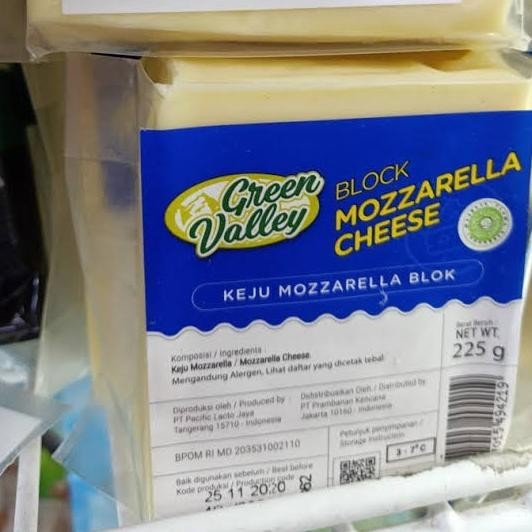 Green
Valley
BLOCK
MOZZARELLA
CHEESE
KEJU MOZZARELLA BLOK
Komposisi / Ingredients :
Keju Mozzarella / Mozzarella Cheese.
Mengandung Alergen, Lihat daftar yang dicetak tebal
Berat Bersih :
NET WT.
225 g
Diproduksi oleh / Produced by :
PT Pacific Lacto Jaya
Tangerang 15710 - Indonesia
Didistribusikan Oleh / Distributed by
PT Prambanan Kencana
Jakarta 10160 - Indonesia
BPOM RI MD 203531002110
Petunjuk penyimpanan /
Storage instruction
3 - 7°C
Baik digunakan sebelum / Best before
Kode produksi / Production code
25 11 2020